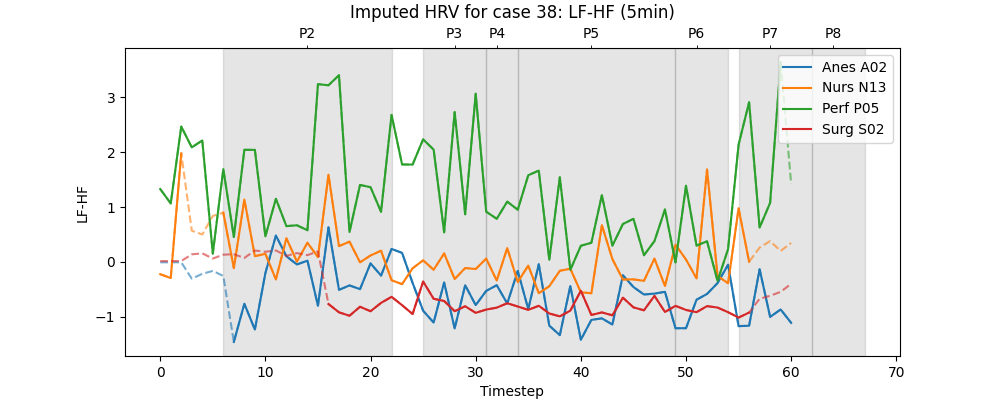 Imputed HRV for case 38: LF-HF (5min)
P2 P3 P4 P5 P6 P7 P8
Anes A02
Nurs N13
Perf P05
Surg S02
3
2
1
0
−1
LF-HF
0 10 20 30 40 50 60 70
Timestep